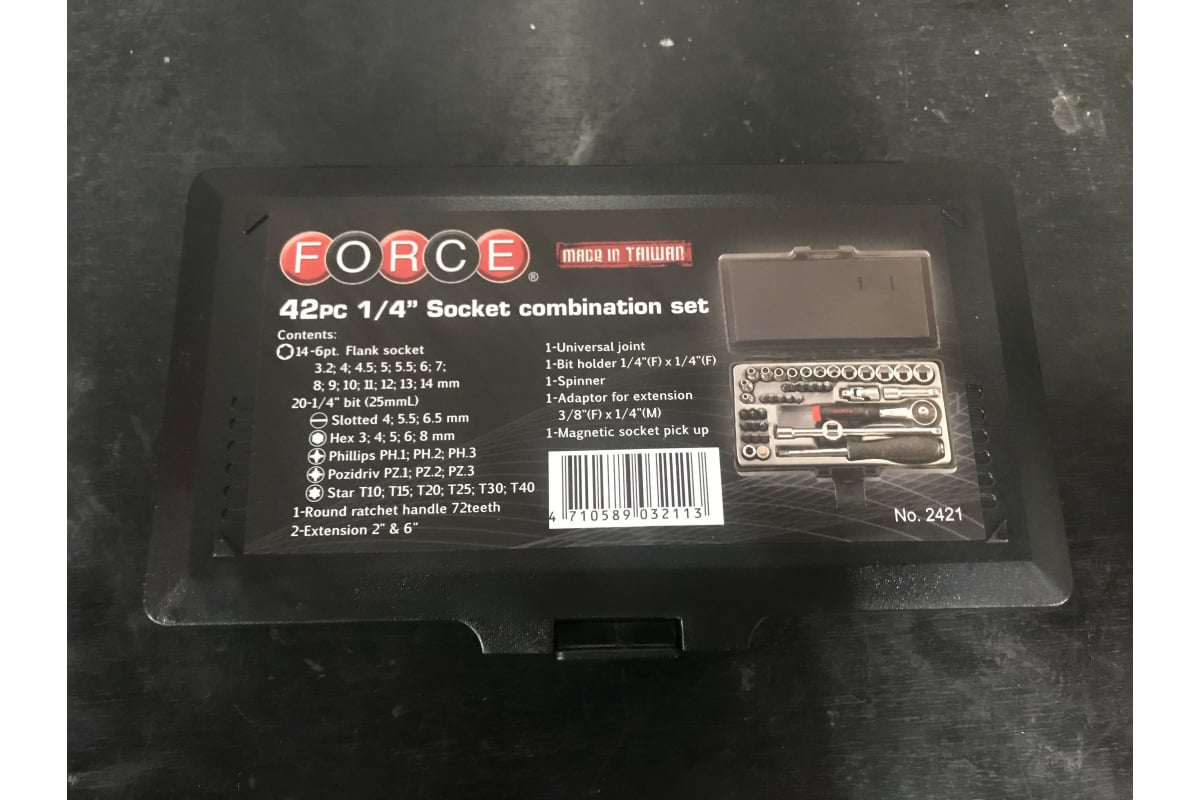 FORCE®
MADE IN TAIWAN
42PC 1/4" Socket combination set
Contents:
14-6pt. Flank socket
3.2; 4; 4.5; 5; 5.5; 6; 7;
8; 9; 10; 11; 12; 13; 14 mm
20-1/4" bit (25mmL)
Slotted 4; 5.5; 6.5 mm
Hex 3; 4; 5; 6; 8 mm
Phillips PH.1; PH.2; PH.3
Pozidriv PZ.1; PZ.2; PZ.3
Star T10; T15; T20; T25; T30; T40
1-Round ratchet handle 72teeth
2-Extension 2" & 6"
1-Universal joint
1-Bit holder 1/4"(F) x 1/4"(F)
1-Spinner
1-Adaptor for extension
3/8"(F) x 1/4"(M)
1-Magnetic socket pick up
4 710589 032113
No. 2421